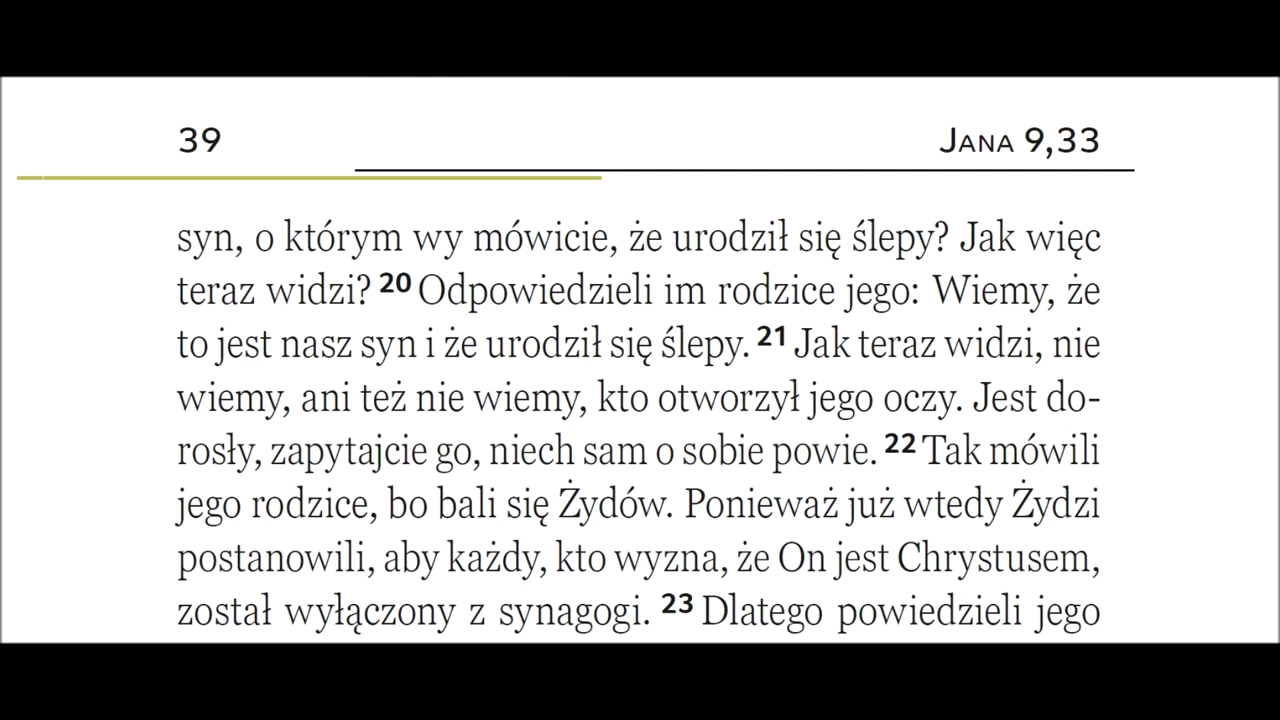 39 Jana 9,33
syn, o którym wy mówicie, że urodził się ślepy? Jak więc
teraz widzi? 20 Odpowiedzieli im rodzice jego: Wiemy, że
to jest nasz syn i że urodził się ślepy. 21 Jak teraz widzi, nie
wiemy, ani też nie wiemy, kto otworzył jego oczy. Jest do-
rosły, zapytajcie go, niech sam o sobie powie. 22 Tak mówili
jego rodzice, bo bali się Żydów. Ponieważ już wtedy Żydzi
postanowili, aby każdy, kto wyzna, że On jest Chrystusem,
został wyłączony z synagogi. 23 Dlatego powiedzieli jego